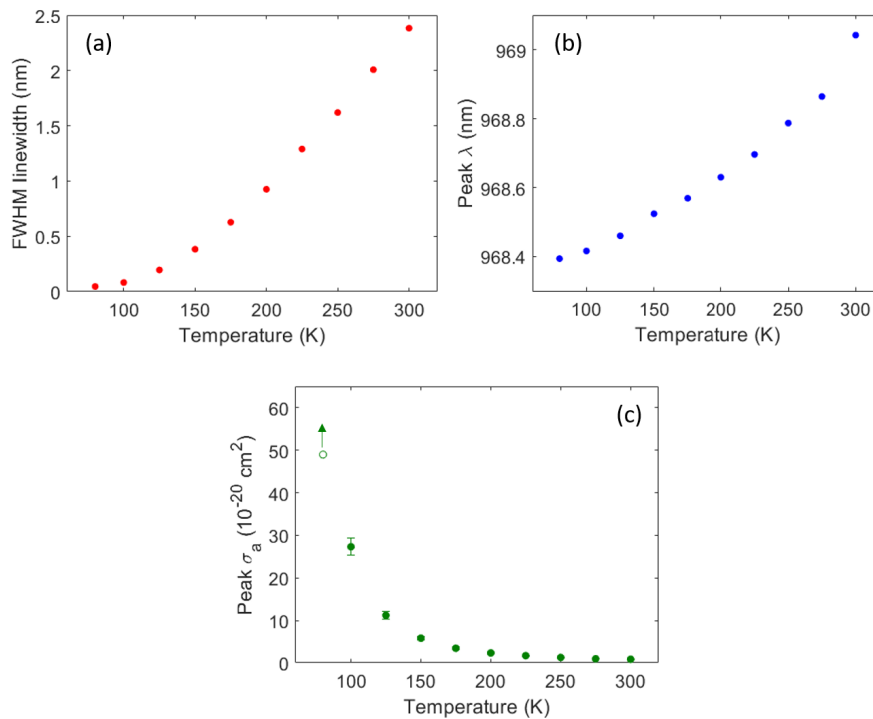 (a)
2.5
2
1.5
1
0.5
0
FWHM linewidth (nm)
100 150 200 250 300
Temperature (K)
(b)
969
968.8
968.6
968.4
Peak λ (nm)
100 150 200 250 300
Temperature (K)
(c)
60
50
40
30
20
10
0
Peak σa (10-20 cm2)
100 150 200 250 300
Temperature (K)